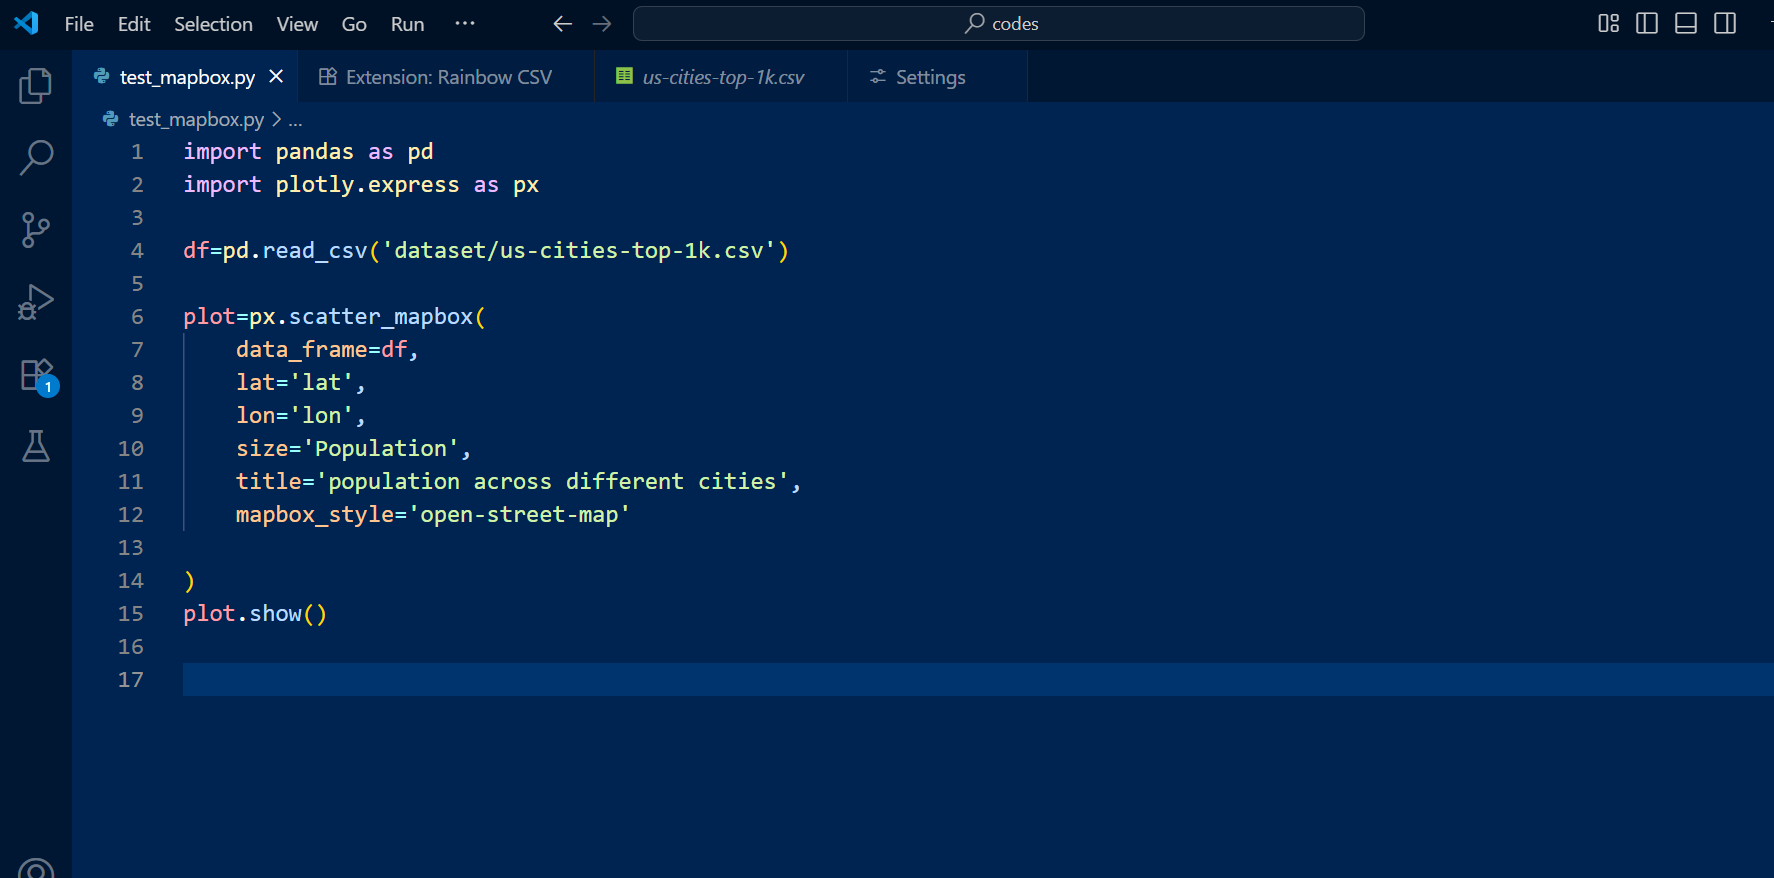 File Edit Selection View Go Run ··· codes
test_mapbox.py Extension: Rainbow CSV us-cities-top-1k.csv Settings
test_mapbox.py > ...
1 import pandas as pd
2 import plotly.express as px
3
4 df=pd.read_csv('dataset/us-cities-top-1k.csv')
5
6 plot=px.scatter_mapbox(
7     data_frame=df,
8     lat='lat',
9     lon='lon',
10     size='Population',
11     title='population across different cities',
12     mapbox_style='open-street-map'
13
14 )
15 plot.show()
16
17
1